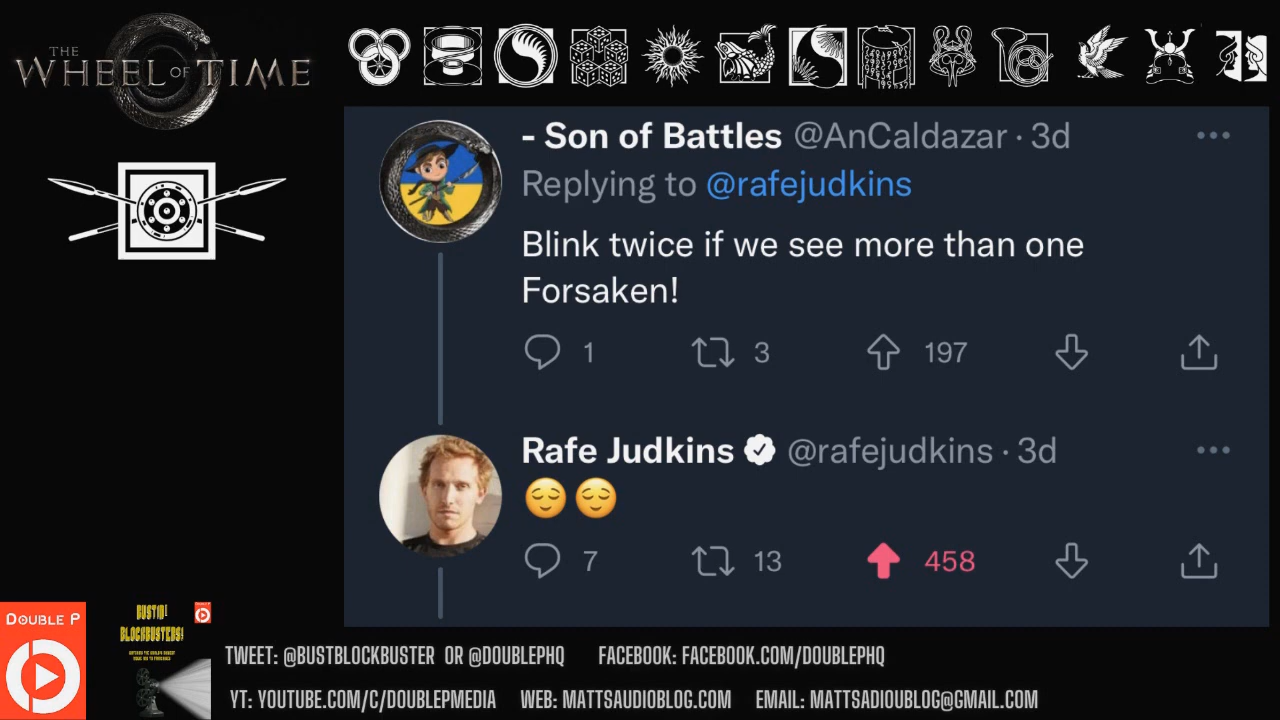 THE
WHEEL OF TIME
- Son of Battles @AnCaldazar · 3d
Replying to @rafejudkins
Blink twice if we see more than one
Forsaken!
1 3 197
Rafe Judkins @rafejudkins · 3d
😌😌
7 13 458
DOUBLE P
BUSTIN!
BLOCKBUSTERS!
TWEET: @BUSTBLOCKBUSTER OR @DOUBLEPHQ FACEBOOK: FACEBOOK.COM/DOUBLEPHQ
YT: YOUTUBE.COM/C/DOUBLEPMEDIA WEB: MATTSAUDIOBLOG.COM EMAIL: MATTSADIOUBLOG@GMAIL.COM